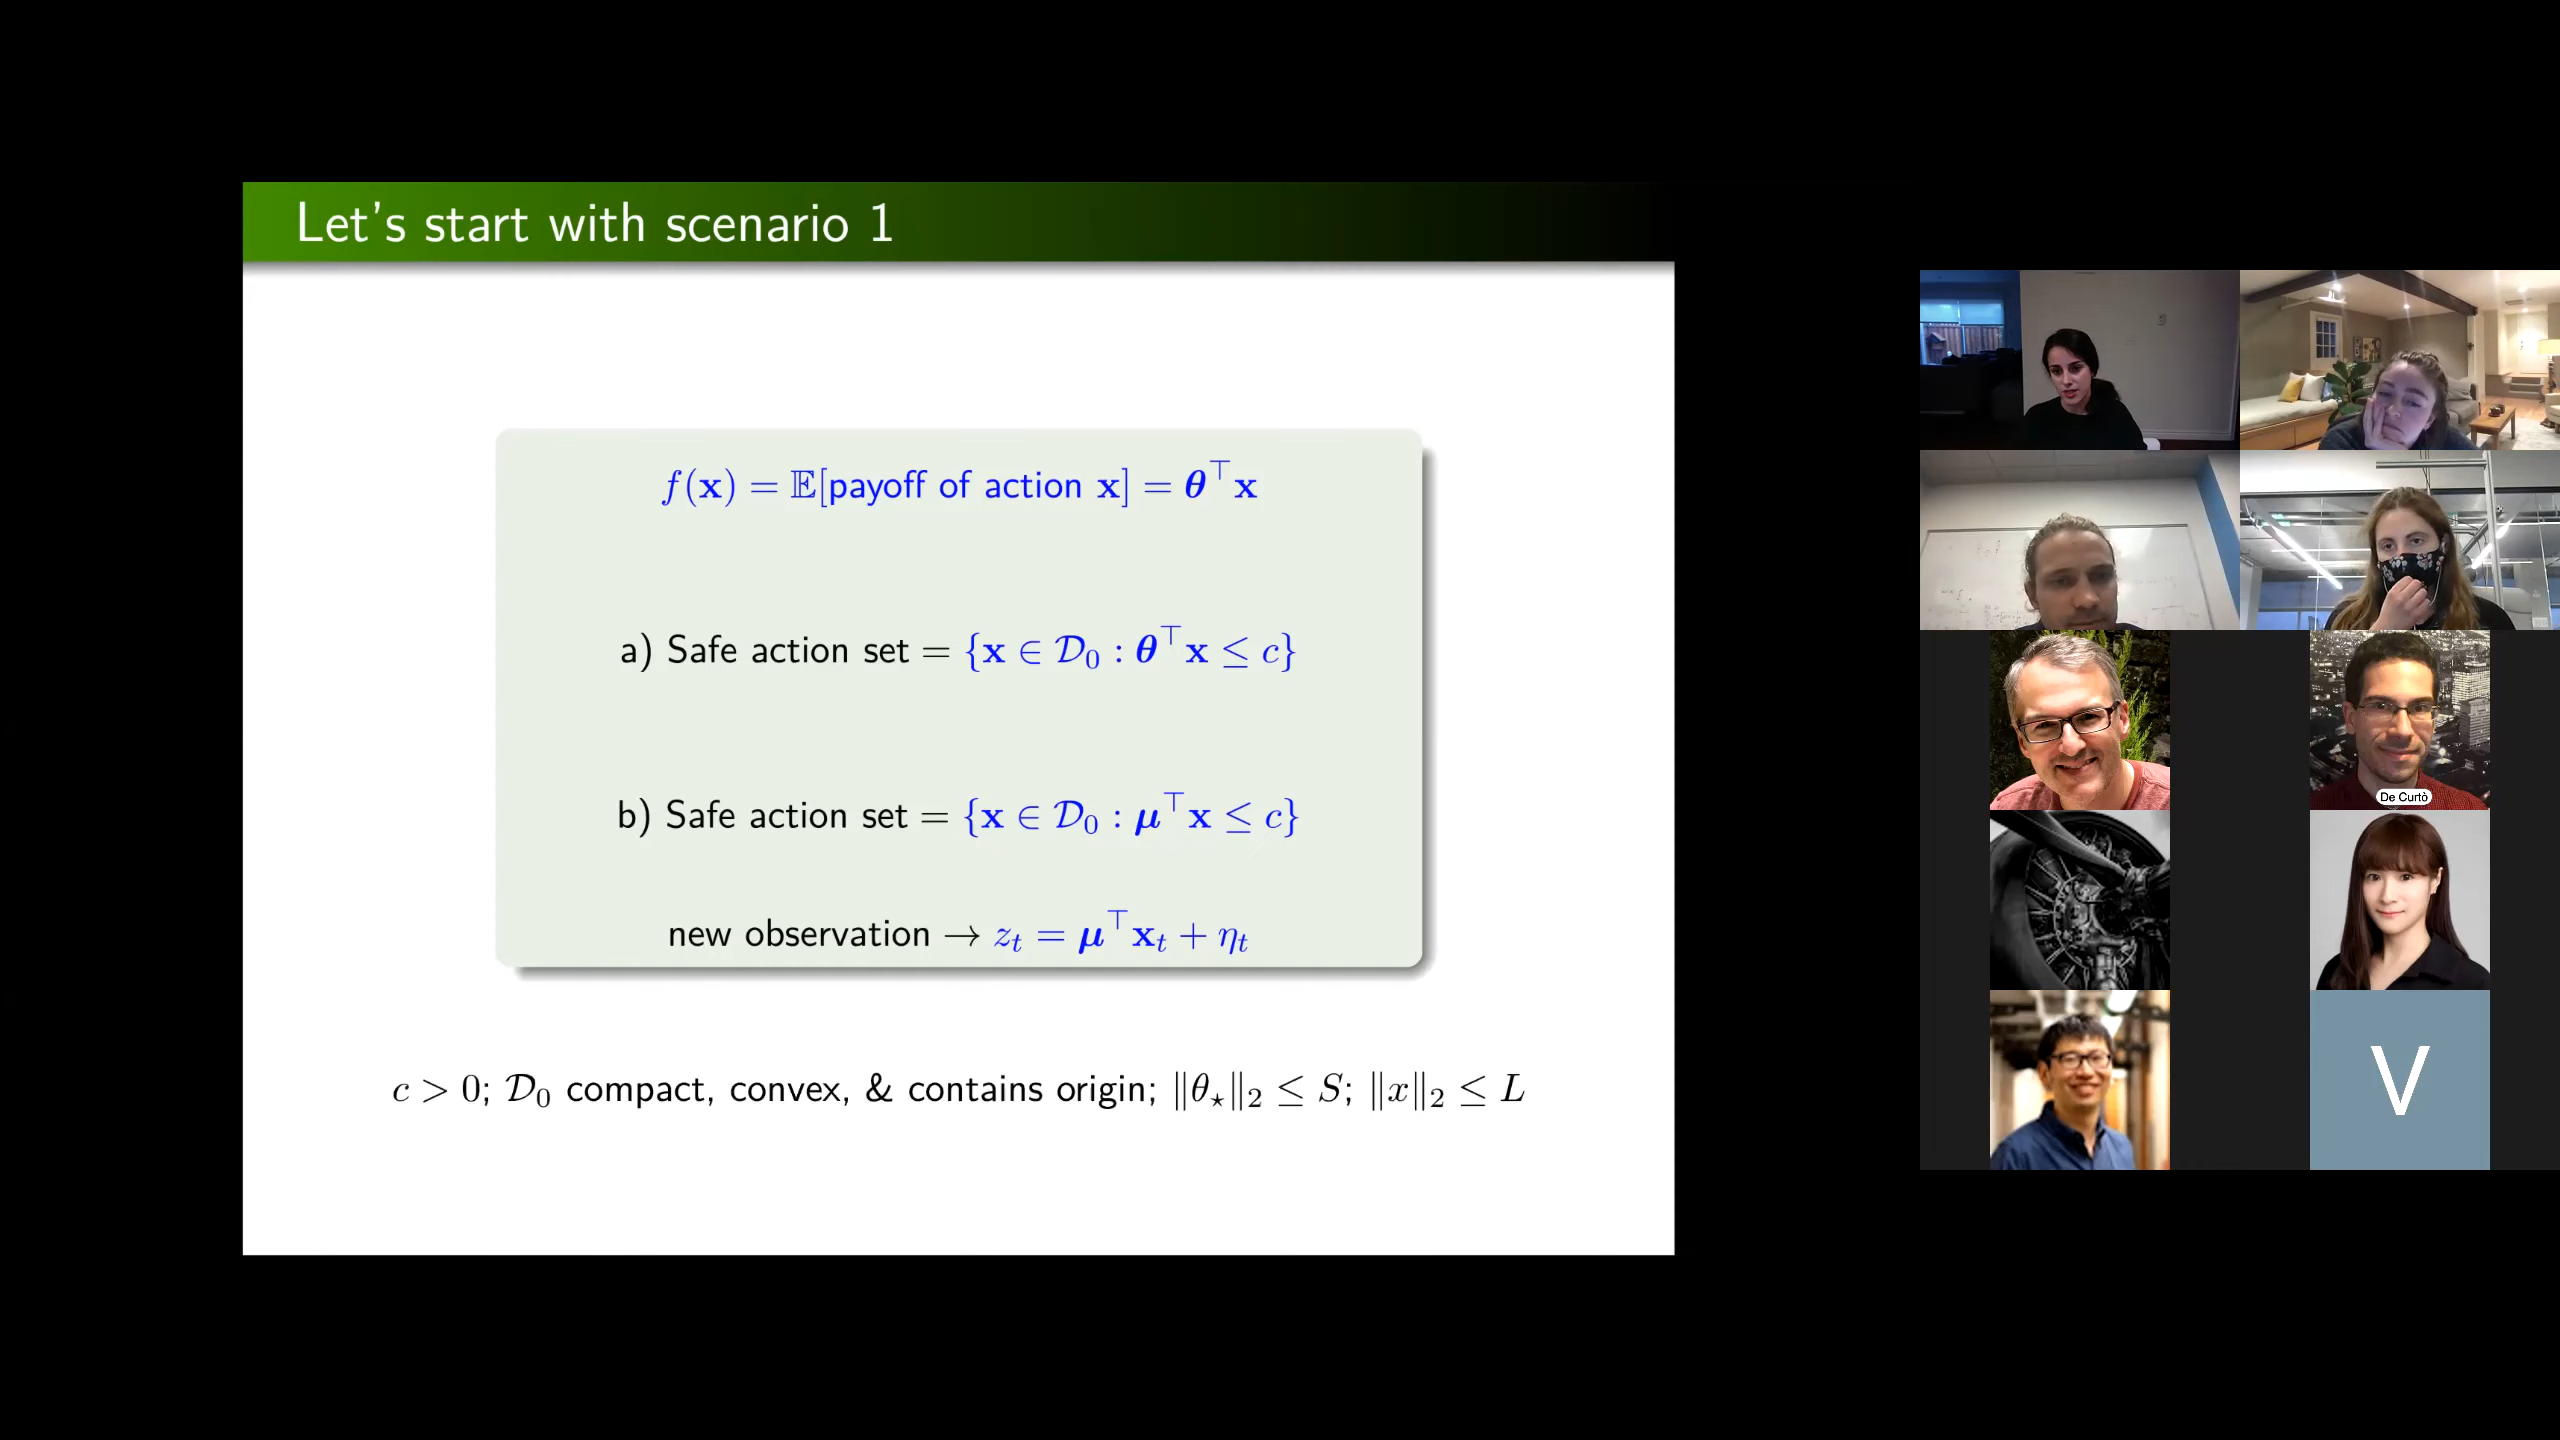 Let's start with scenario 1
f(x) = 𝔼[payoff of action x] = θ⊤x
a) Safe action set = {x ∈ 𝒟₀ : θ⊤x ≤ c}
b) Safe action set = {x ∈ 𝒟₀ : μ⊤x ≤ c}
new observation → zₜ = μ⊤xₜ + ηₜ
c > 0; 𝒟₀ compact, convex, & contains origin; ‖θ⋆‖₂ ≤ S; ‖x‖₂ ≤ L
De Curtò
V